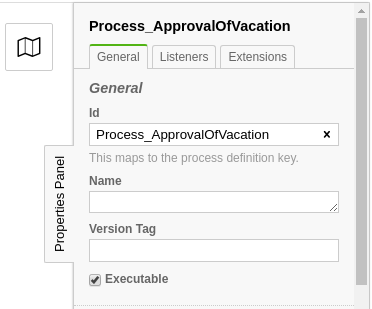 Process_ApprovalOfVacation
General Listeners Extensions
General
Id
Process_ApprovalOfVacation
This maps to the process definition key.
Name
Version Tag
Executable
Properties Panel